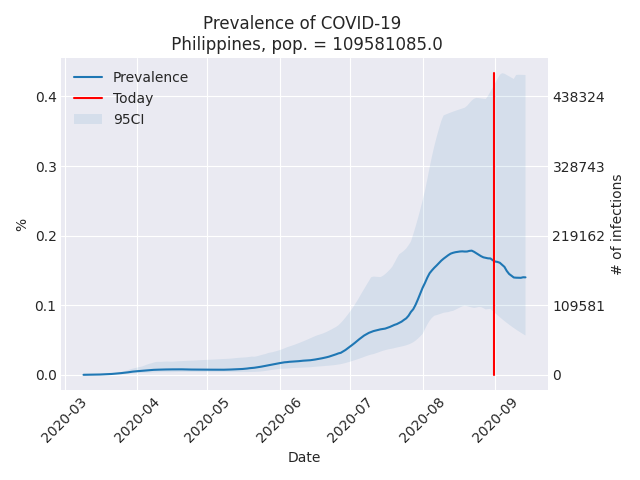 Prevalence of COVID-19
Philippines, pop. = 109581085.0
Prevalence
Today
95CI
0.4
0.3
0.2
0.1
0.0
%
438324
328743
219162
109581
0
# of infections
2020-03
2020-04
2020-05
2020-06
2020-07
2020-08
2020-09
Date